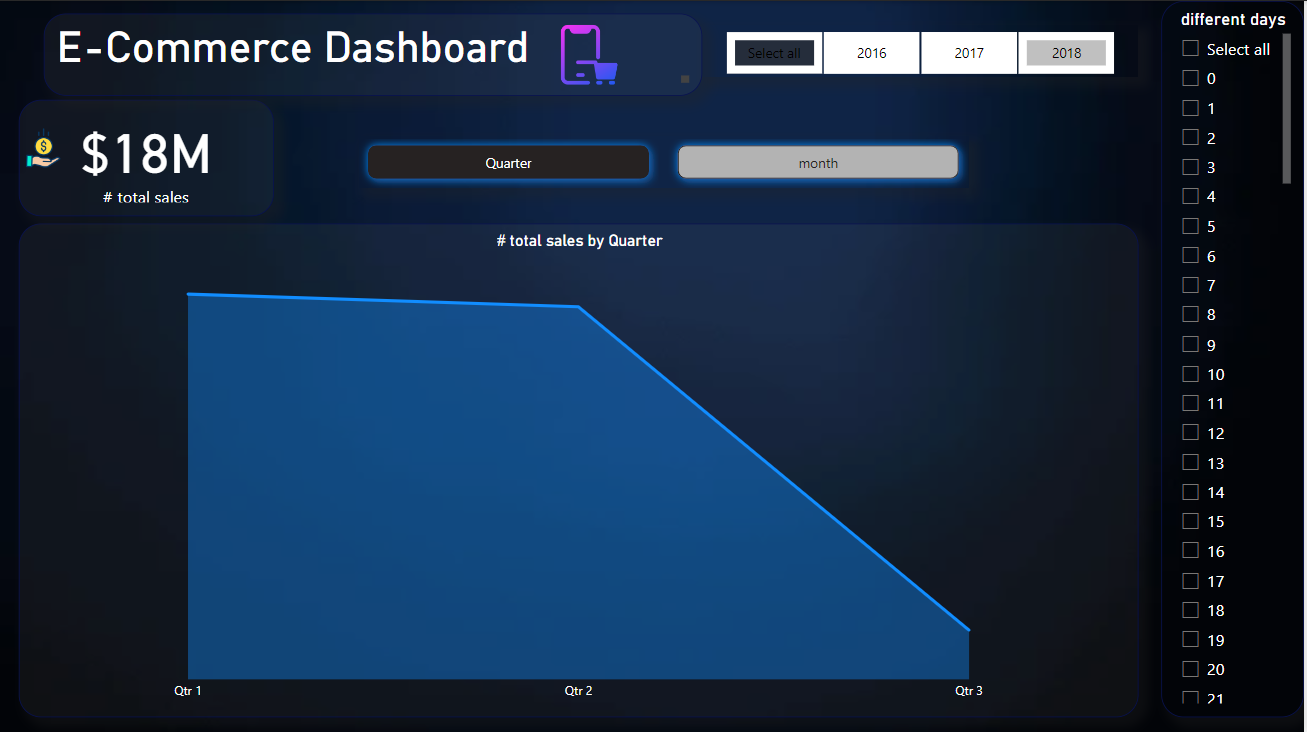 E-Commerce Dashboard
Select all
2016
2017
2018
$18M
# total sales
Quarter
month
# total sales by Quarter
Qtr 1
Qtr 2
Qtr 3
different days
Select all
0
1
2
3
4
5
6
7
8
9
10
11
12
13
14
15
16
17
18
19
20
21